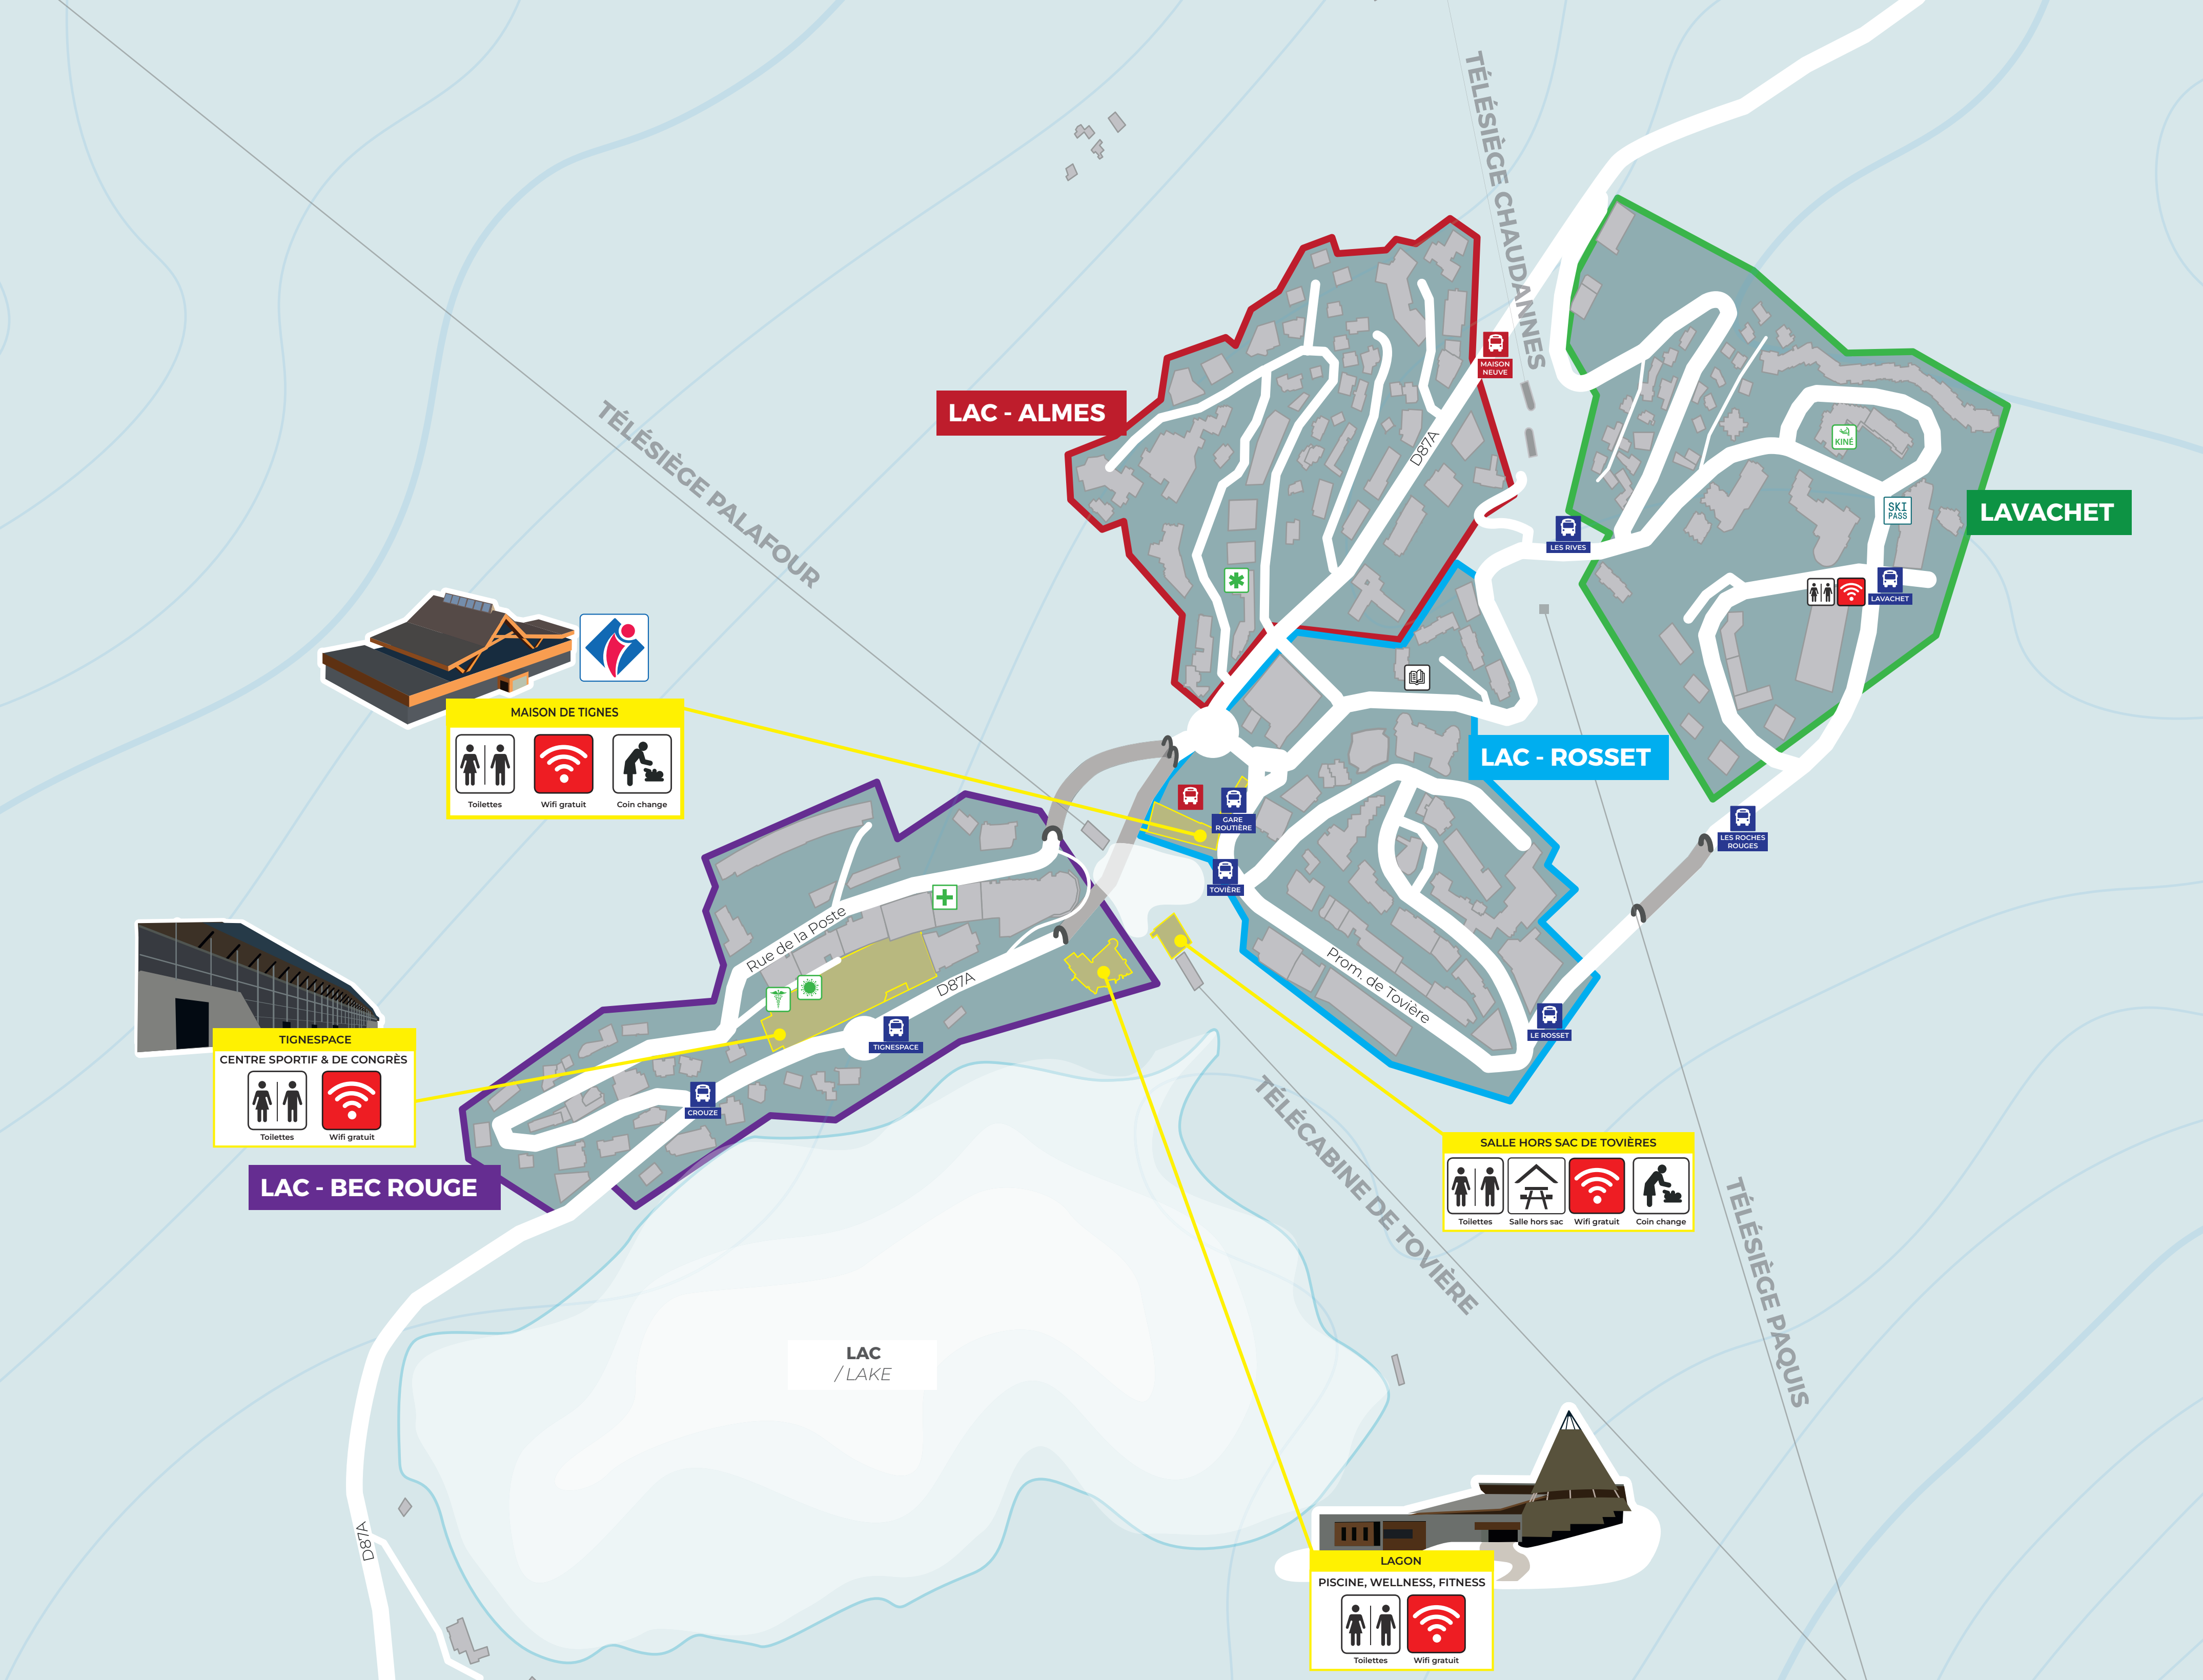 TÉLÉSIÈGE CHAUDANNES
MAISON
NEUVE
LAC - ALMES
D87A
KINÉ
SKI
PASS
LAVACHET
LES RIVES
LAVACHET
TÉLÉSIÈGE PALAFOUR
MAISON DE TIGNES
Toilettes
Wifi gratuit
Coin change
LAC - ROSSET
GARE
ROUTIÈRE
LES ROCHES
ROUGES
TOVIÈRE
Rue de la Poste
D87A
Prom. de Tovière
LE ROSSET
TIGNESPACE
CROUZE
TIGNESPACE
CENTRE SPORTIF & DE CONGRÈS
Toilettes
Wifi gratuit
LAC - BEC ROUGE
TÉLÉCABINE DE TOVIÈRE
SALLE HORS SAC DE TOVIÈRES
Toilettes
Salle hors sac
Wifi gratuit
Coin change
TÉLÉSIÈGE PAQUIS
LAC
/ LAKE
D87A
LAGON
PISCINE, WELLNESS, FITNESS
Toilettes
Wifi gratuit